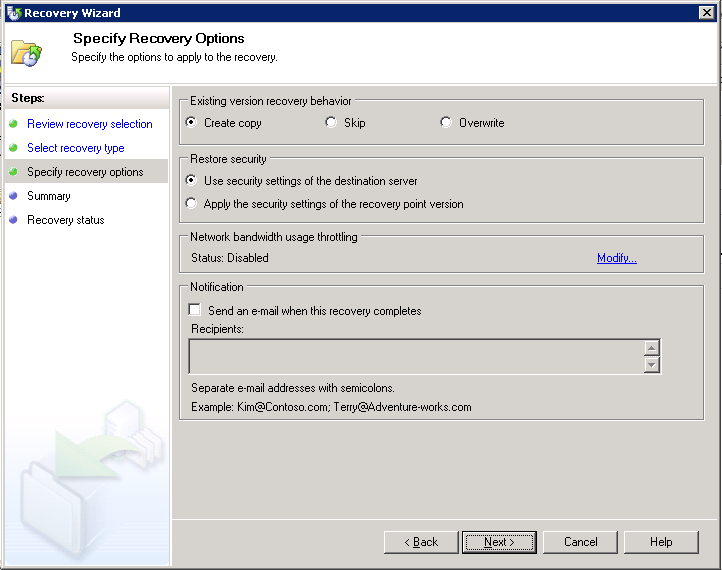 Recovery Wizard
Specify Recovery Options
Specify the options to apply to the recovery.
Steps:
Review recovery selection
Select recovery type
Specify recovery options
Summary
Recovery status
Existing version recovery behavior
Create copy Skip Overwrite
Restore security
Use security settings of the destination server
Apply the security settings of the recovery point version
Network bandwidth usage throttling
Status: Disabled Modify...
Notification
Send an e-mail when this recovery completes
Recipients:
Separate e-mail addresses with semicolons.
Example: Kim@Contoso.com; Terry@Adventure-works.com
< Back Next > Cancel Help